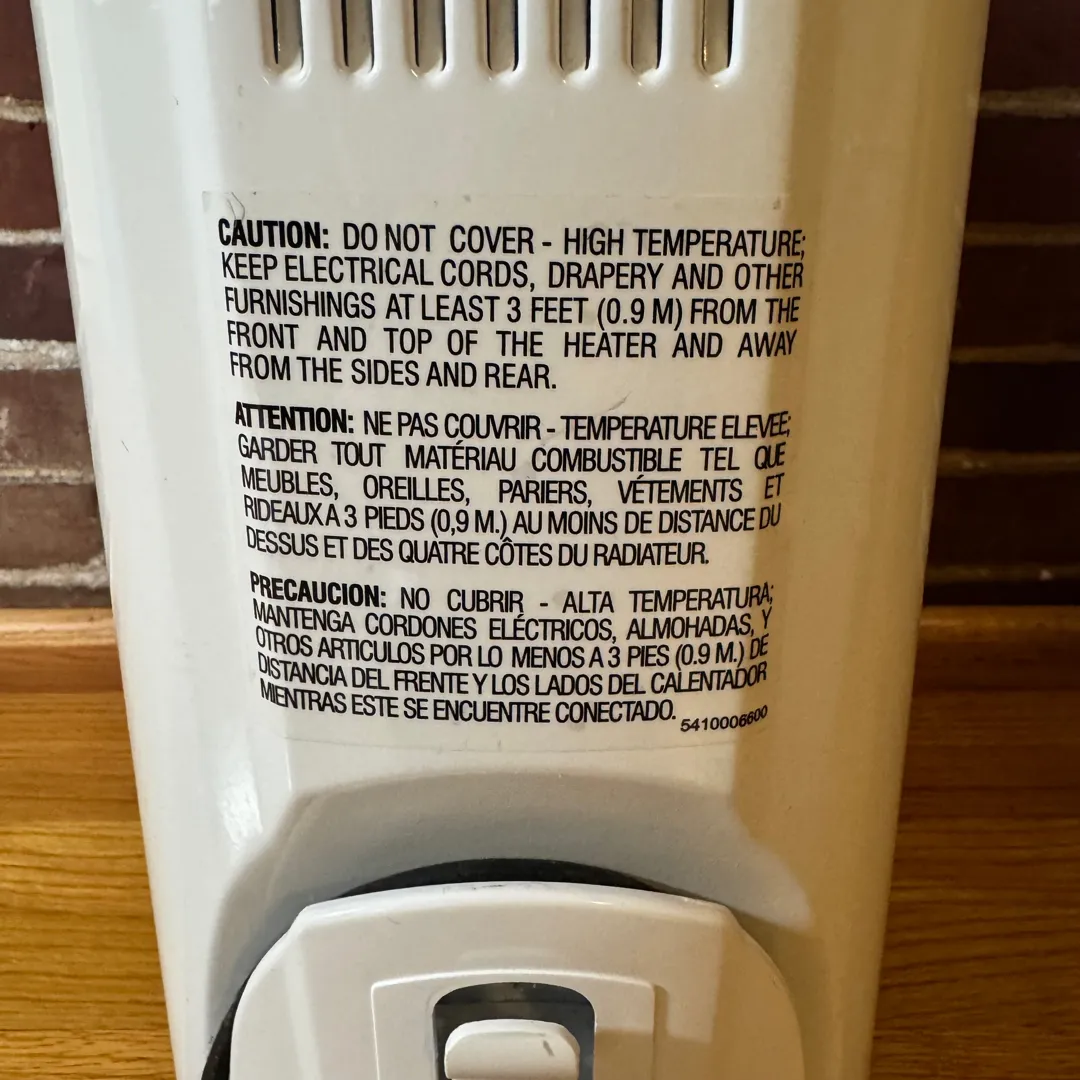 CAUTION: DO NOT COVER - HIGH TEMPERATURE;
KEEP ELECTRICAL CORDS, DRAPERY AND OTHER
FURNISHINGS AT LEAST 3 FEET (0.9 M) FROM THE
FRONT AND TOP OF THE HEATER AND AWAY
FROM THE SIDES AND REAR.
ATTENTION: NE PAS COUVRIR - TEMPERATURE ELEVEE;
GARDER TOUT MATÉRIAU COMBUSTIBLE TEL QUE
MEUBLES, OREILLES, PARIERS, VÉTEMENTS ET
RIDEAUX A 3 PIEDS (0,9 M.) AU MOINS DE DISTANCE DU
DESSUS ET DES QUATRE CÔTES DU RADIATEUR.
PRECAUCION: NO CUBRIR - ALTA TEMPERATURA;
MANTENGA CORDONES ELÉCTRICOS, ALMOHADAS, Y
OTROS ARTICULOS POR LO MENOS A 3 PIES (0.9 M.) DE
DISTANCIA DEL FRENTE Y LOS LADOS DEL CALENTADOR
MIENTRAS ESTE SE ENCUENTRE CONECTADO.
5410006600